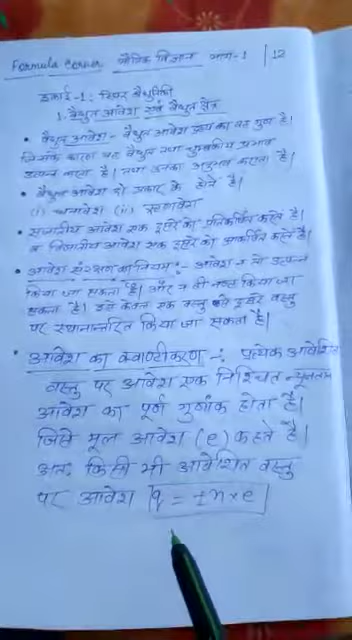 Formula Corner भौतिक विज्ञान भाग-1 | 12
इकाई-1: स्थिर वैद्युतिकी
1. वैद्युत आवेश एवं वैद्युत क्षेत्र
• वैद्युत आवेश- वैद्युत आवेश द्रव्य का वह गुण है।
जिसके कारण वह वैद्युत तथा चुम्बकीय प्रभाव
उत्पन्न करता है। तथा उनका अनुभव कराता है।
• वैद्युत आवेश दो प्रकार के होते हैं।
(i) धनावेश (ii) ऋणावेश
• सजातीय आवेश एक दूसरे को प्रतिकर्षित करते हैं।
व विजातीय आवेश एक दूसरे को आकर्षित करते हैं।
• आवेश संरक्षण का नियम :- आवेश न तो उत्पन्न
किया जा सकता है। और न ही नष्ट किया जा
सकता है। इसे केवल एक वस्तु से दूसरे वस्तु
पर स्थानान्तरित किया जा सकता है।
• आवेश का क्वाण्टीकरण -: प्रत्येक आवेशित
वस्तु पर आवेश एक निश्चित न्यूनतम
आवेश का पूर्ण गुणांक होता है।
जिसे मूल आवेश (e) कहते हैं।
अतः किसी भी आवेशित वस्तु
पर आवेश q = ±n×e